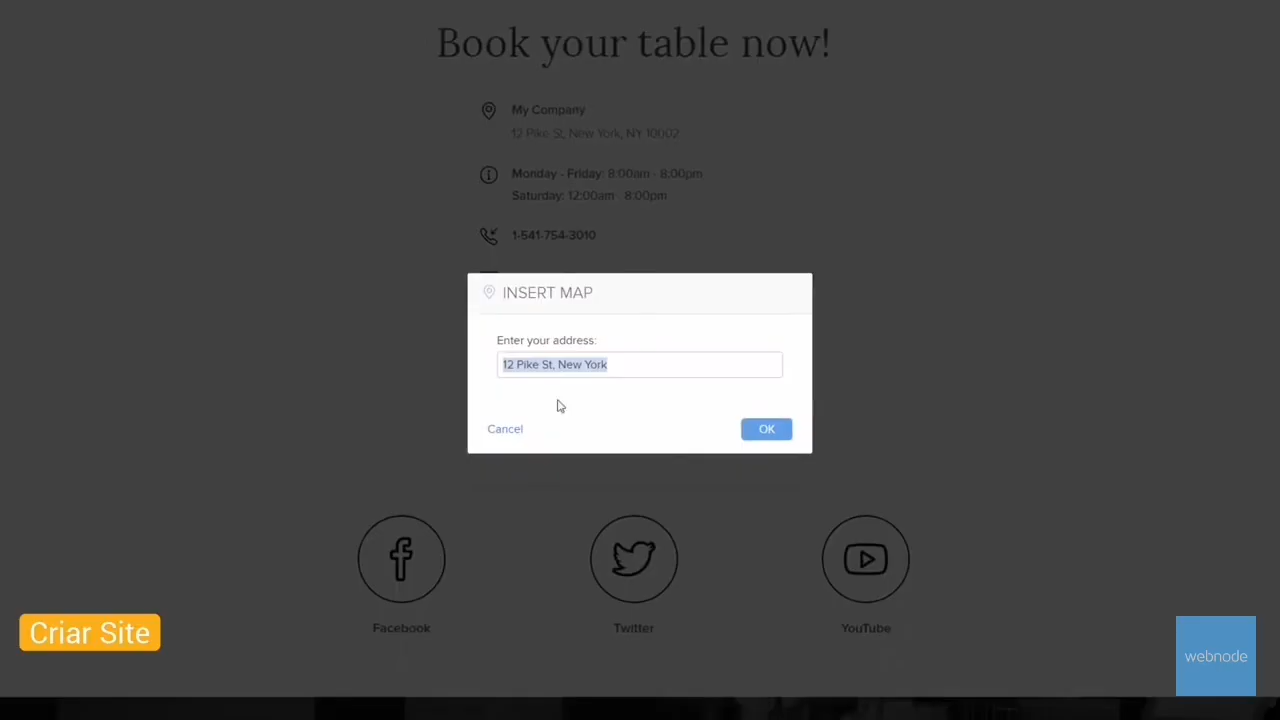 Book your table now!
My Company
12 Pike St, New York, NY 10002
Monday - Friday: 8:00am - 8:00pm
Saturday: 12:00am - 8:00pm
1-541-754-3010
INSERT MAP
Enter your address:
12 Pike St, New York
Cancel
OK
Facebook
Twitter
YouTube
Criar Site
webnode